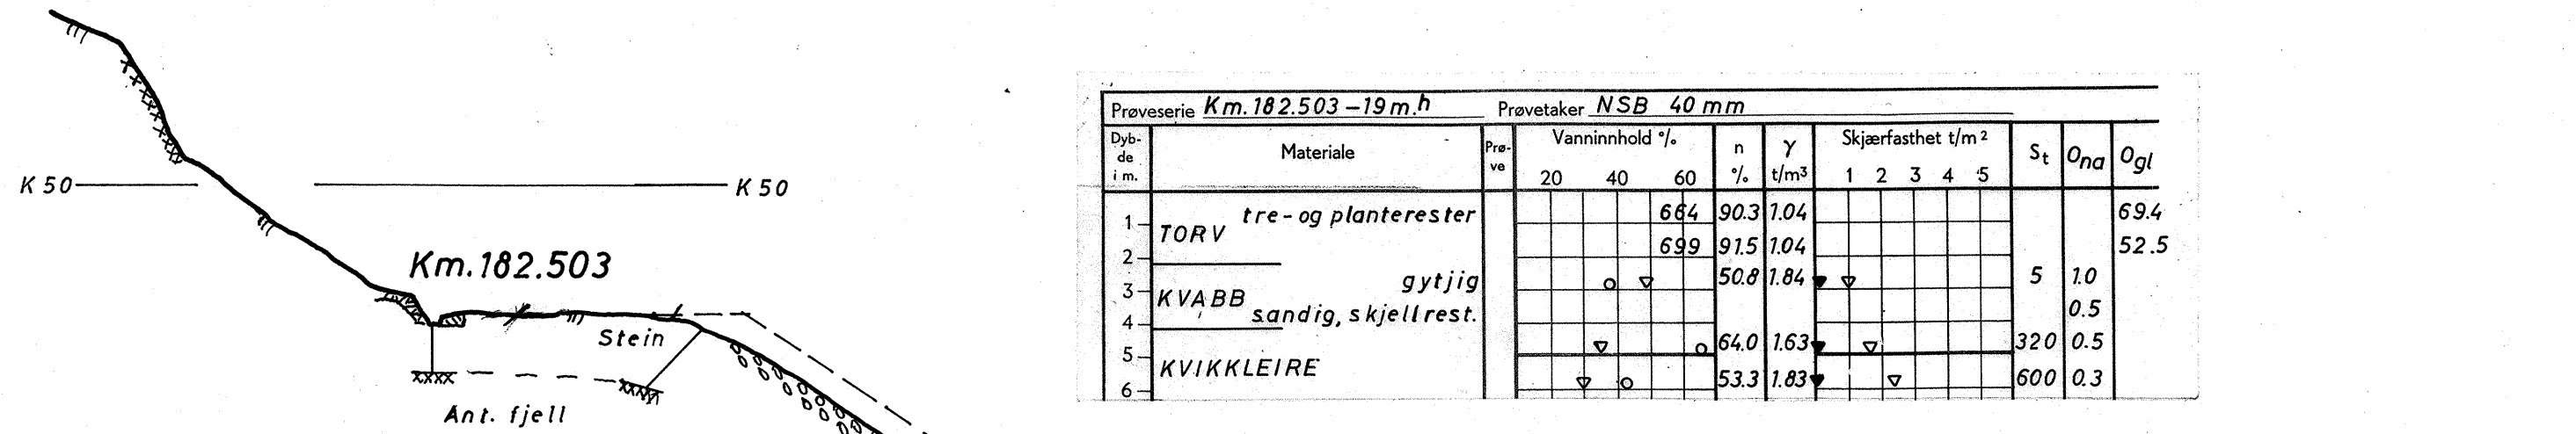 K 50
K 50
Km.182.503
Stein
Ant. fjell
Prøveserie Km.182.503-19m.h Prøvetaker NSB 40 mm
Dyb-
de
i m.
Materiale
Prø-
ve
Vanninnhold %
20 40 60
n
%
γ
t/m³
Skjærfasthet t/m²
1 2 3 4 5
St
Ona
Ogl
tre- og planterester 664 90.3 1.04 69.4
1
TORV
699 91.5 1.04 52.5
2
gytjig 50.8 1.84 5 1.0
3
KVABB
sandig, skjellrest. 0.5
4
64.0 1.63 320 0.5
5
KVIKKLEIRE
53.3 1.83 600 0.3
6